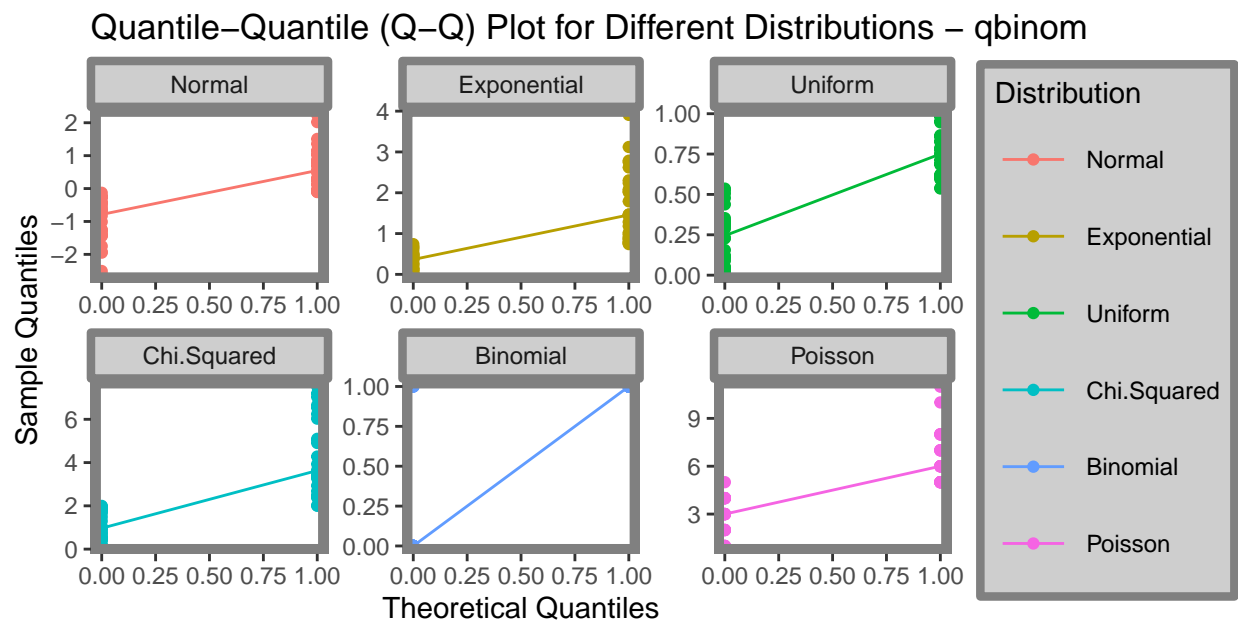 Quantile−Quantile (Q−Q) Plot for Different Distributions − qbinom
Normal
Exponential
Uniform
2
1
0
−1
−2
4
3
2
1
0
1.00
0.75
0.50
0.25
0.00
0.00 0.25 0.50 0.75 1.00
0.00 0.25 0.50 0.75 1.00
0.00 0.25 0.50 0.75 1.00
Chi.Squared
Binomial
Poisson
6
4
2
0
1.00
0.75
0.50
0.25
0.00
9
6
3
0.00 0.25 0.50 0.75 1.00
0.00 0.25 0.50 0.75 1.00
0.00 0.25 0.50 0.75 1.00
Sample Quantiles
Theoretical Quantiles
Distribution
Normal
Exponential
Uniform
Chi.Squared
Binomial
Poisson